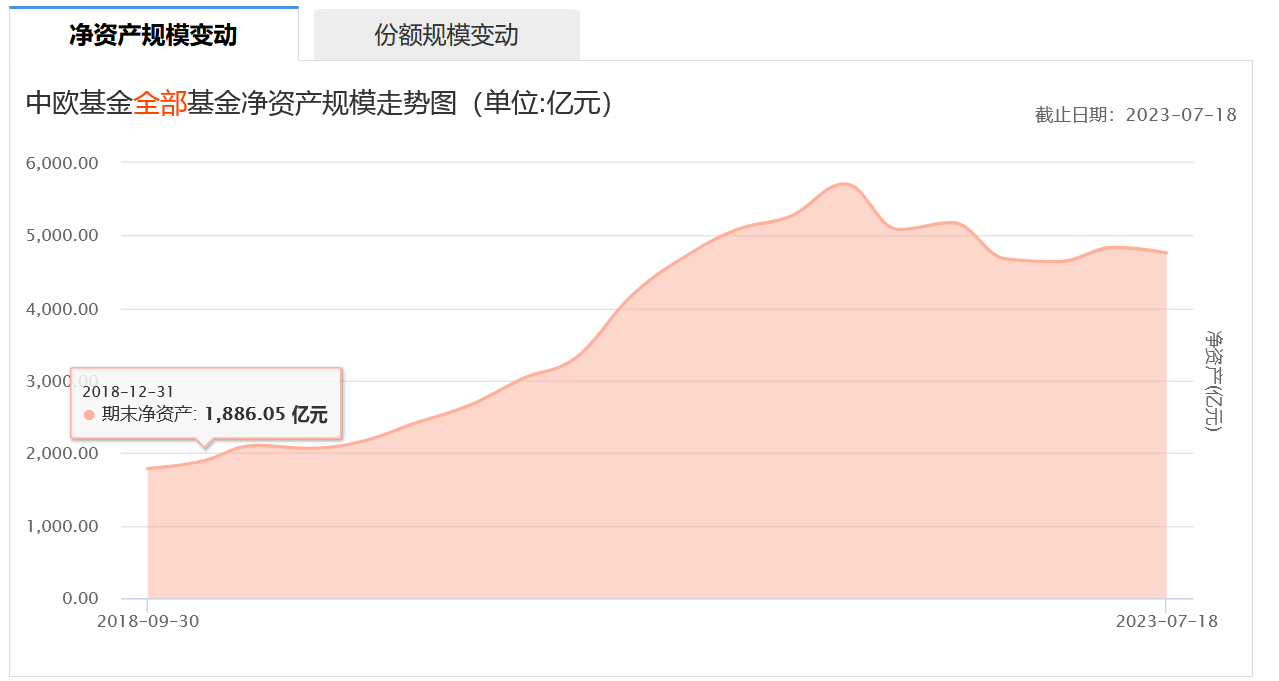 净资产规模变动
份额规模变动
中欧基金全部基金净资产规模走势图（单位:亿元）
截止日期：2023-07-18
6,000.00
5,000.00
4,000.00
3,000.00
2018-12-31
期末净资产: 1,886.05 亿元
2,000.00
1,000.00
0.00
净资产(亿元)
2018-09-30
2023-07-18